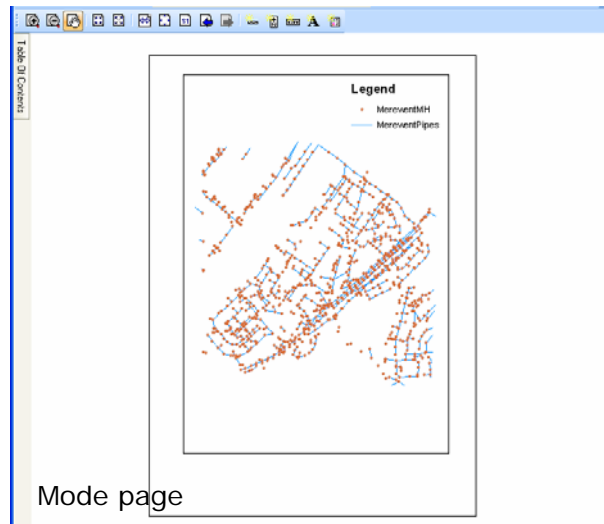 Table Of Contents
Legend
MereventMH
MereventPipes
Mode page